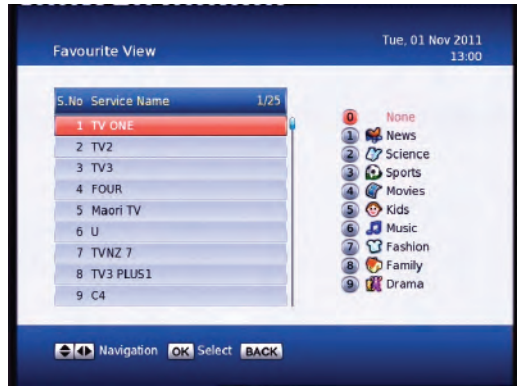 Favourite View
Tue, 01 Nov 2011
13:00
S.No Service Name 1/25
1 TV ONE
2 TV2
3 TV3
4 FOUR
5 Maori TV
6 U
7 TVNZ 7
8 TV3 PLUS1
9 C4
0 None
1 News
2 Science
3 Sports
4 Movies
5 Kids
6 Music
7 Fashion
8 Family
9 Drama
Navigation OK Select BACK